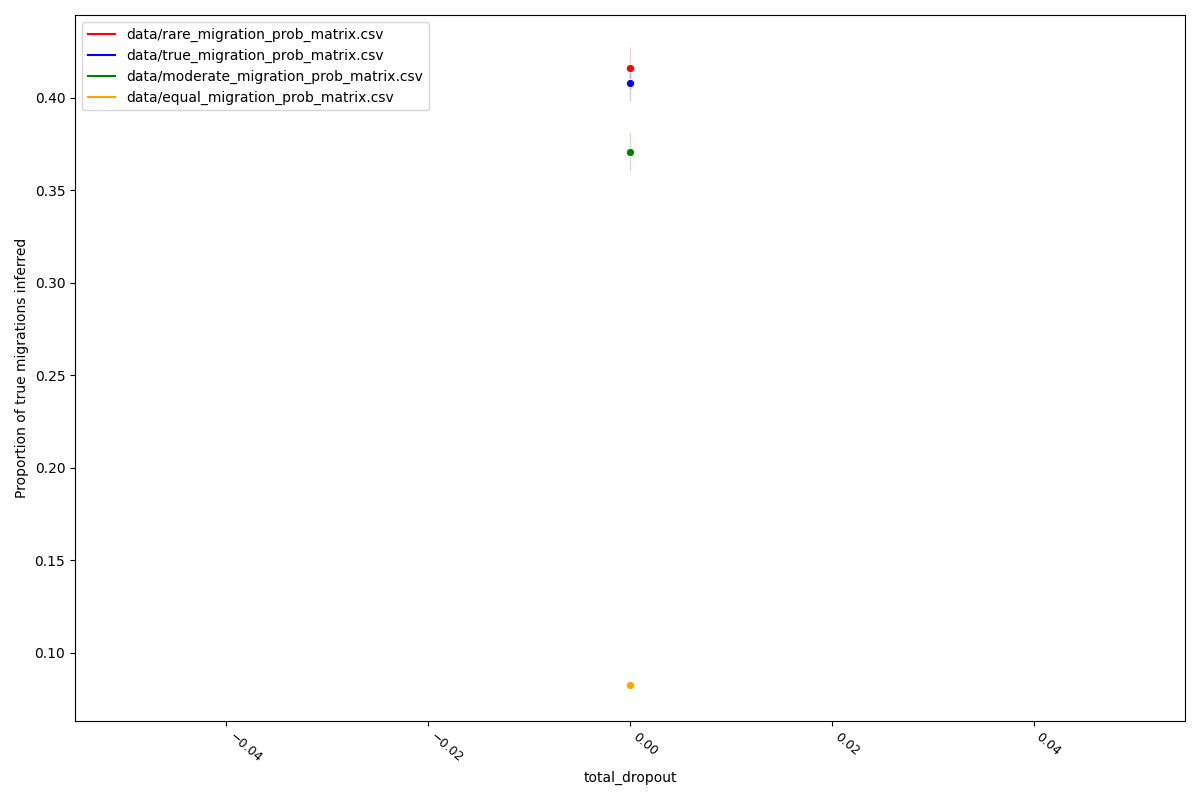 data/rare_migration_prob_matrix.csv
data/true_migration_prob_matrix.csv
data/moderate_migration_prob_matrix.csv
data/equal_migration_prob_matrix.csv
0.40
0.35
0.30
0.25
0.20
0.15
0.10
Proportion of true migrations inferred
−0.04
−0.02
0.00
0.02
0.04
total_dropout